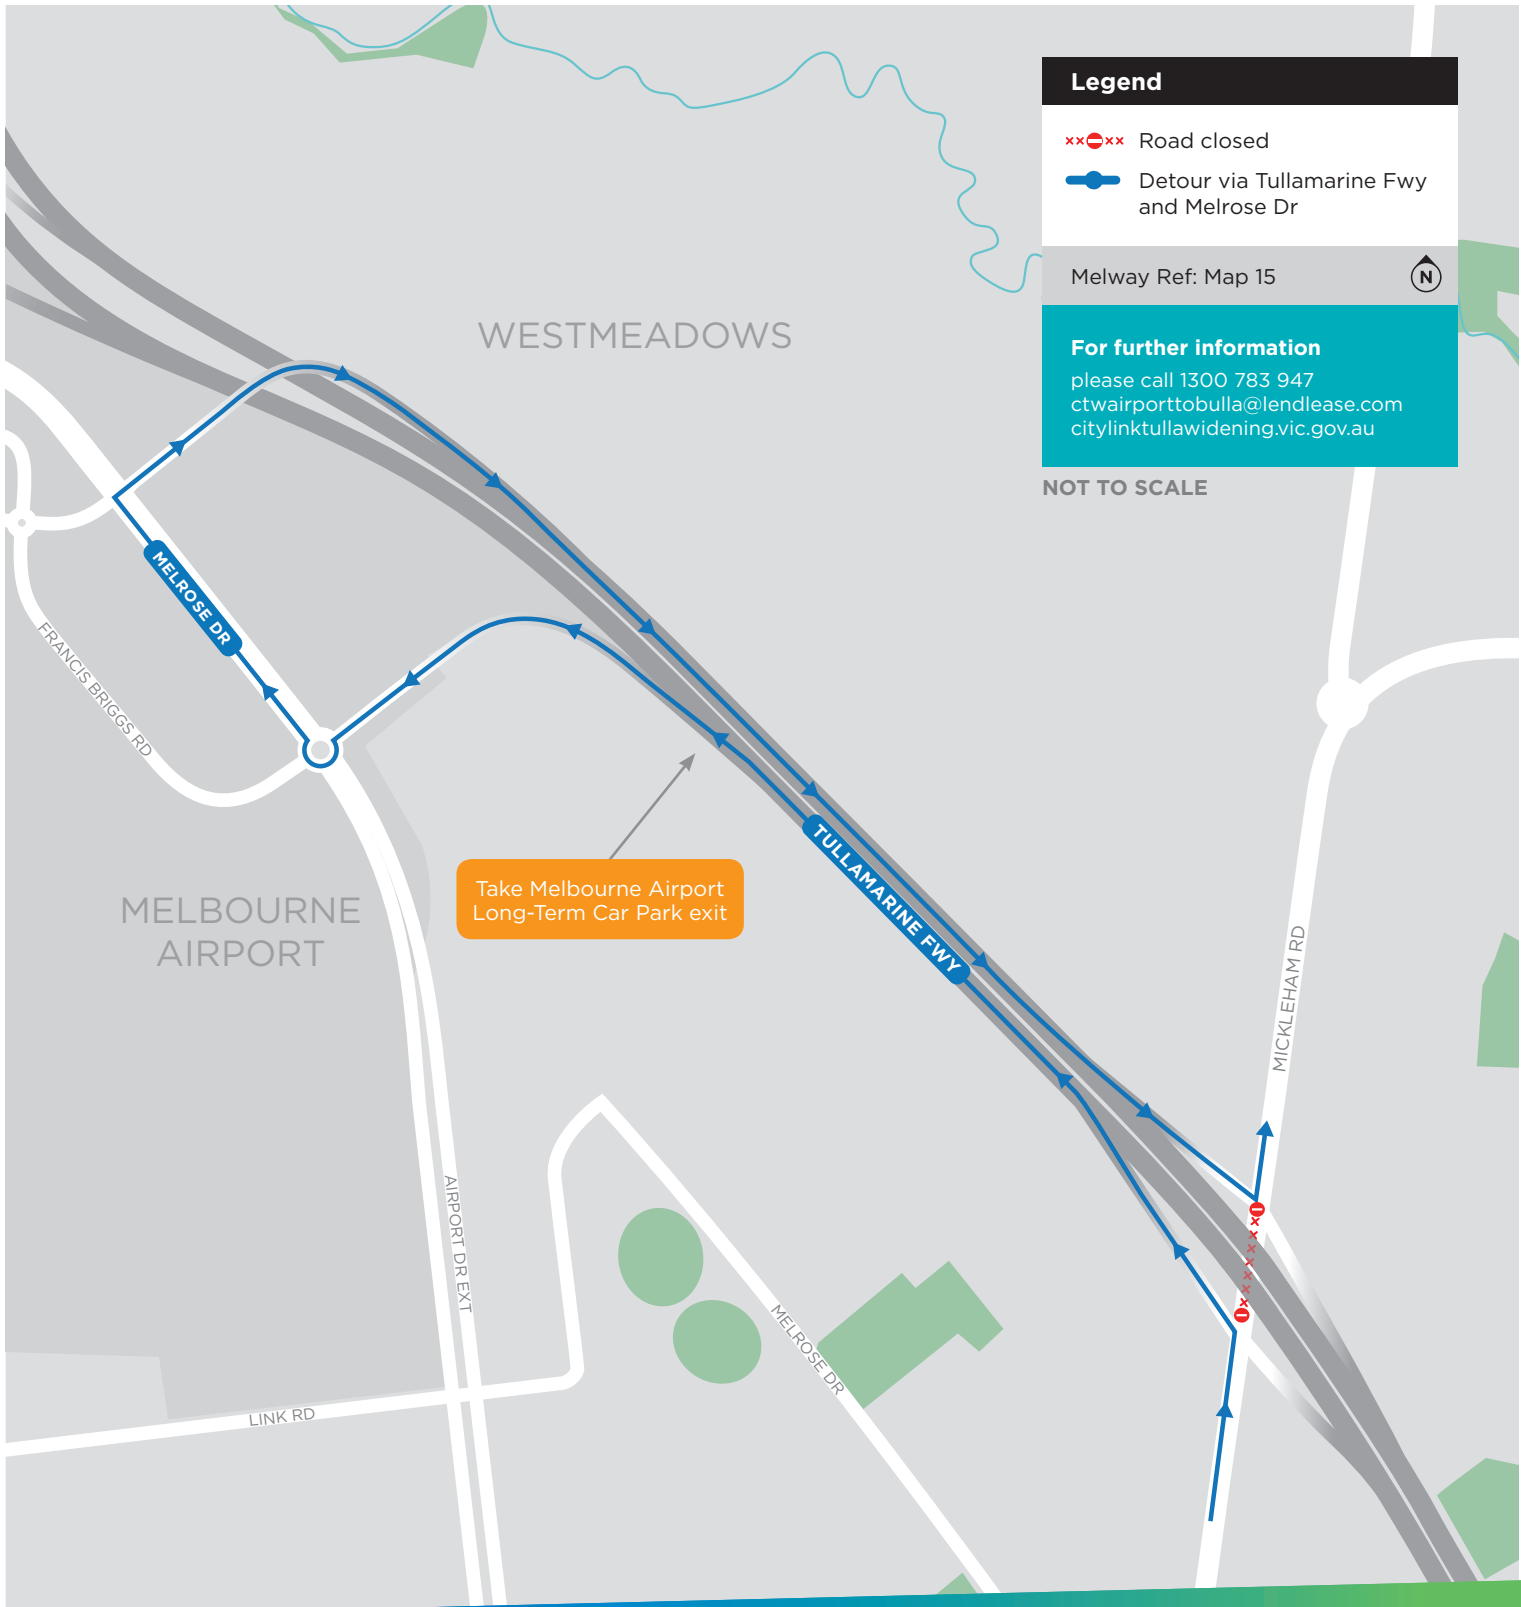 Legend
Road closed
Detour via Tullamarine Fwy
and Melrose Dr
Melway Ref: Map 15
N
For further information
please call 1300 783 947
ctwairporttobulla@lendlease.com
citylinktullawidening.vic.gov.au
NOT TO SCALE
WESTMEADOWS
MELROSE DR
FRANCIS BRIGGS RD
MELBOURNE
AIRPORT
Take Melbourne Airport
Long-Term Car Park exit
TULLAMARINE FWY
MICKLEHAM RD
AIRPORT DR EXT
MELROSE DR
LINK RD